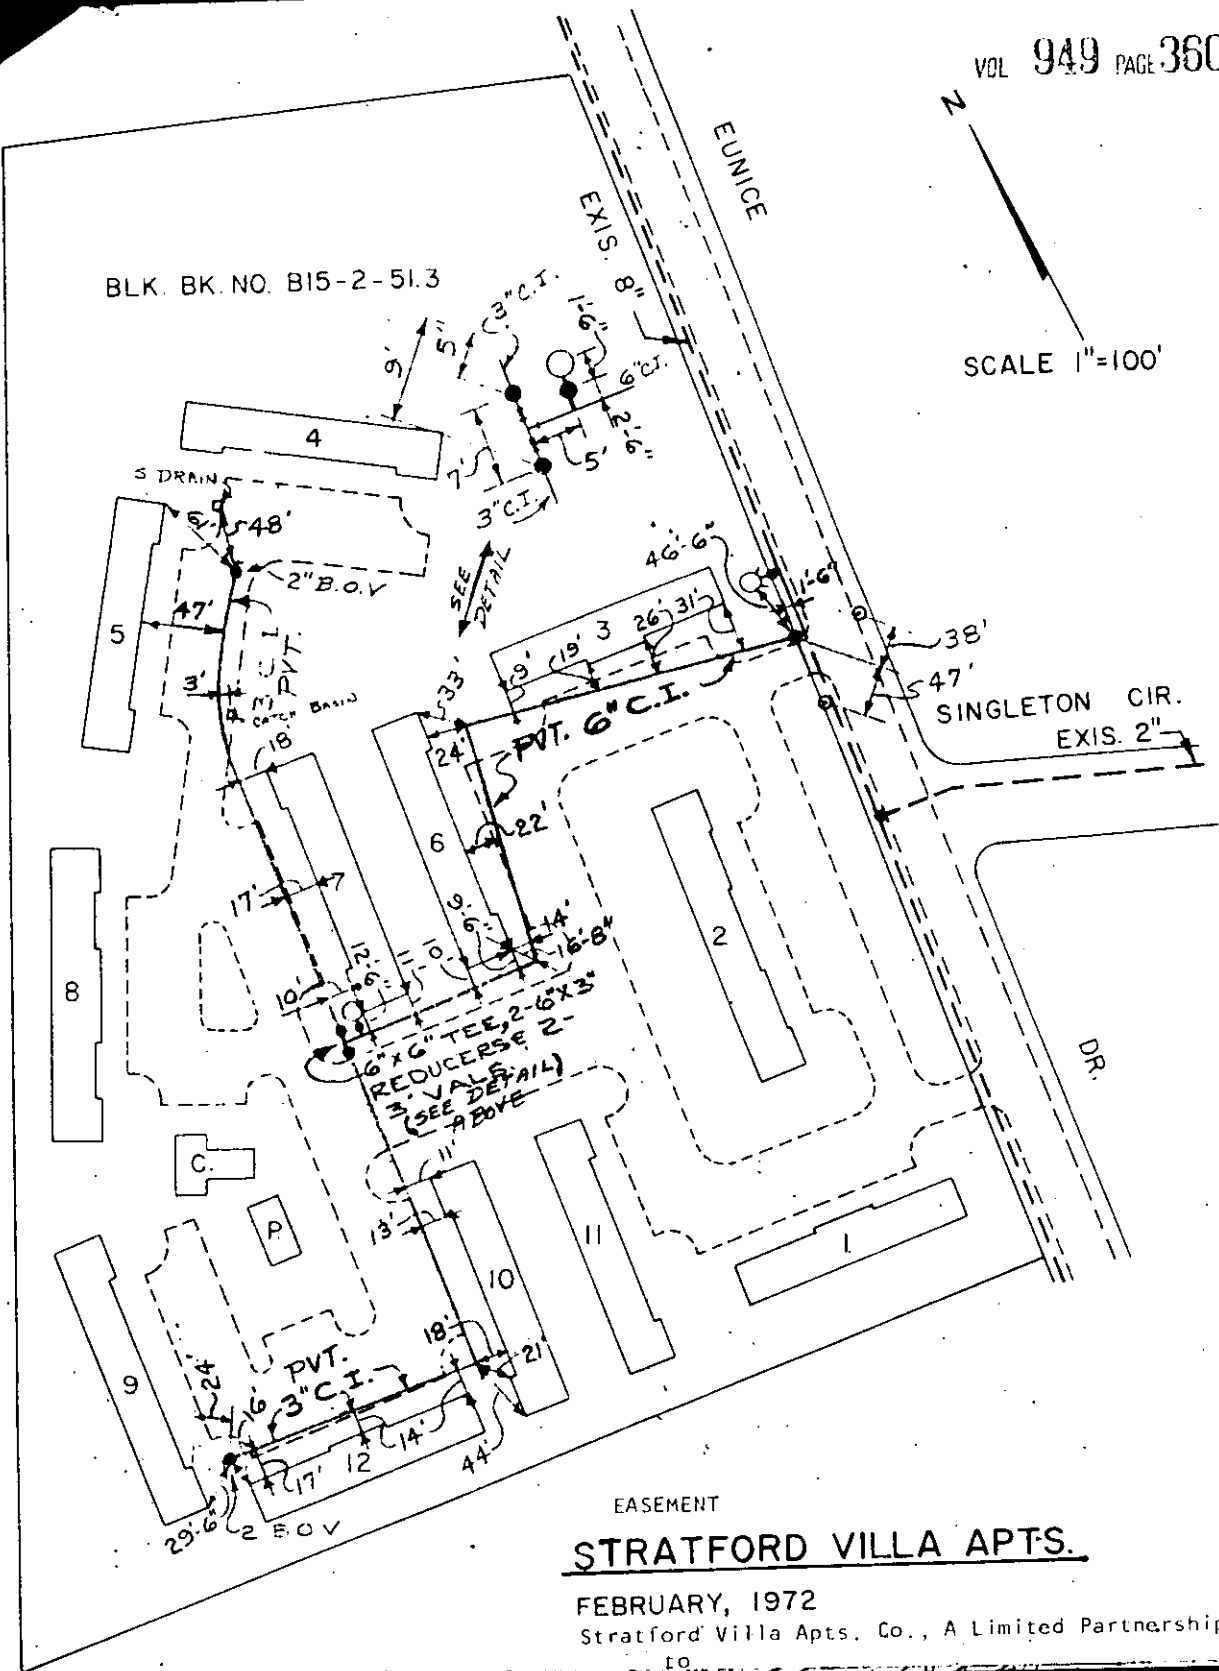 VOL 949 PAGE 360
N
EUNICE
EXIS. 8"
BLK. BK. NO. B15-2-51.3
SCALE 1"=100'
9'
5"
3" C.I.
1'-6"
6" C.I.
2'-6"
5'
7'
3" C.I.
4
S DRAIN
48'
2" B.O.V
5
47'
3" C.I.
PVT.
3'
CATCH BASIN
18'
SEE DETAIL
46'-6"
1'-6"
38'
47'
SINGLETON CIR.
EXIS. 2"
3
9'
19'
26'
31'
33'
24'
PVT. 6" C.I.
22'
6
7
17'
14'
16'-8"
9'-6"
12'-6"
10'
2
8
6" X 6" TEE, 2-6" X 3"
REDUCERS & 2-
3" VALS.
(SEE DETAIL)
ABOVE
DR.
C.
P.
11'
13'
10
11
1
18'
21'
9
24'
16'
PVT.
3" C.I.
17'
12
14'
44'
29'-6"
2 B O V
EASEMENT
STRATFORD VILLA APTS.
FEBRUARY, 1972
Stratford Villa Apts. Co., A Limited Partnership
to